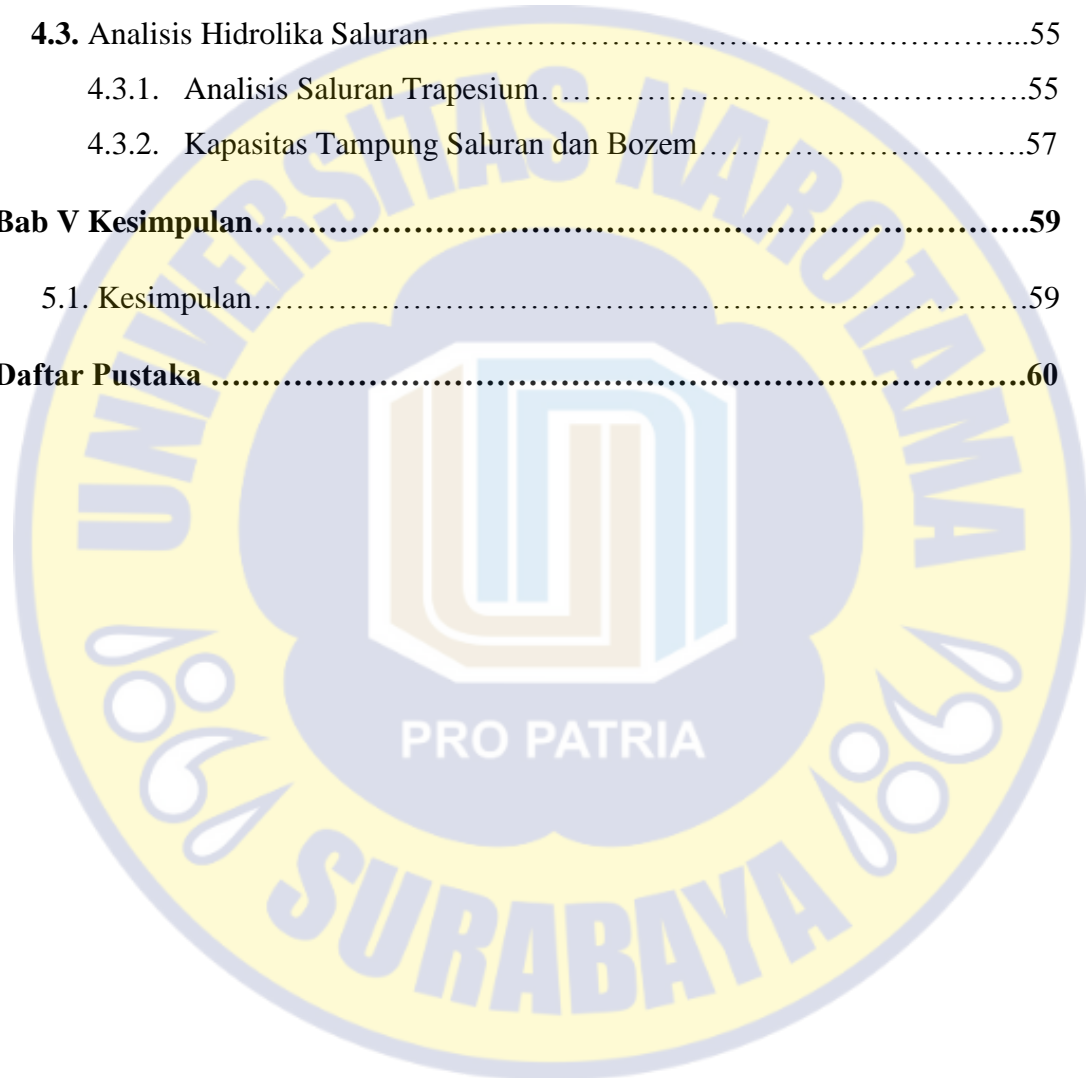 4.3. Analisis Hidrolika Saluran…………………………………………………...55
4.3.1. Analisis Saluran Trapesium…………………………………………….55
4.3.2. Kapasitas Tampung Saluran dan Bozem…………………………….57
Bab V Kesimpulan…………………………………………………………………….59
5.1. Kesimpulan…………………………………………………………………….59
Daftar Pustaka ……………………………………………………………………….60
UNIVERSITAS NAROTAMA
PRO PATRIA
SURABAYA